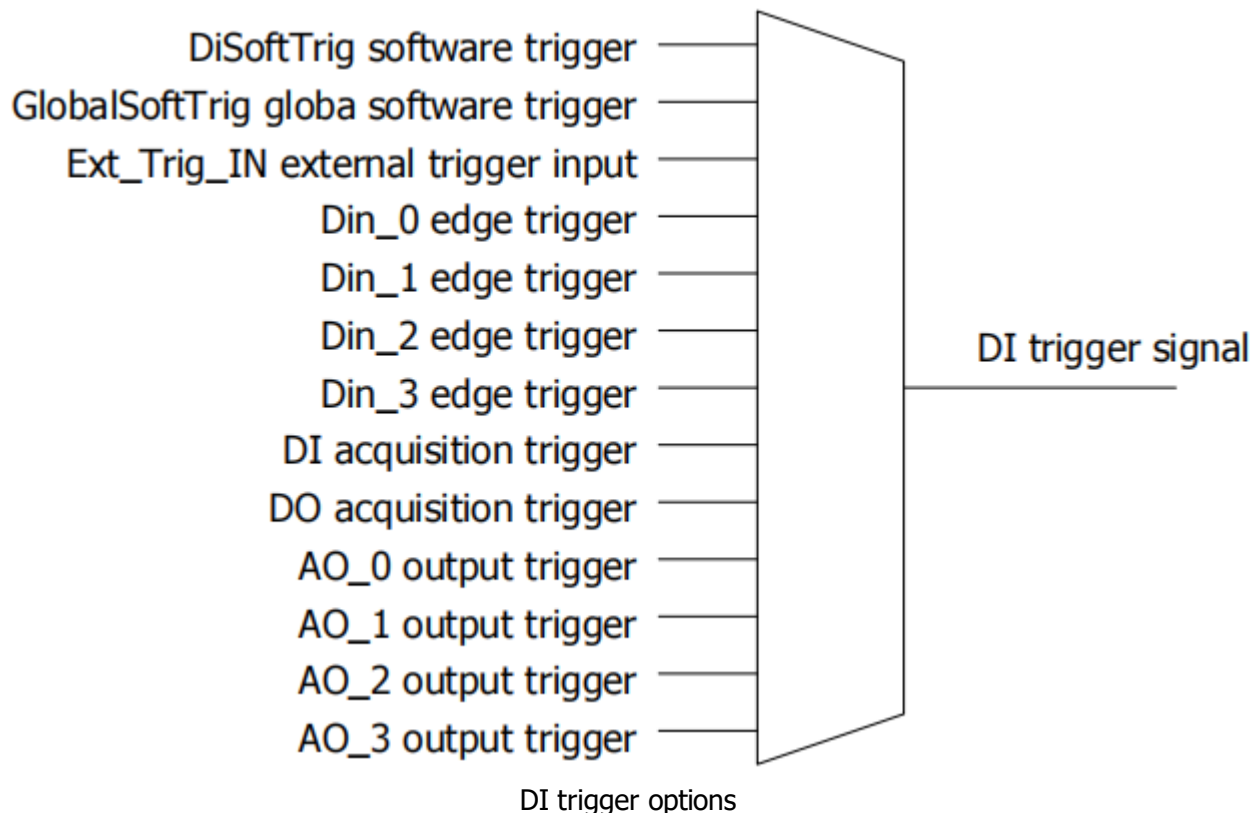 DiSoftTrig software trigger
GlobalSoftTrig globa software trigger
Ext_Trig_IN external trigger input
Din_0 edge trigger
Din_1 edge trigger
Din_2 edge trigger
DI trigger signal
Din_3 edge trigger
DI acquisition trigger
DO acquisition trigger
AO_0 output trigger
AO_1 output trigger
AO_2 output trigger
AO_3 output trigger
DI trigger options